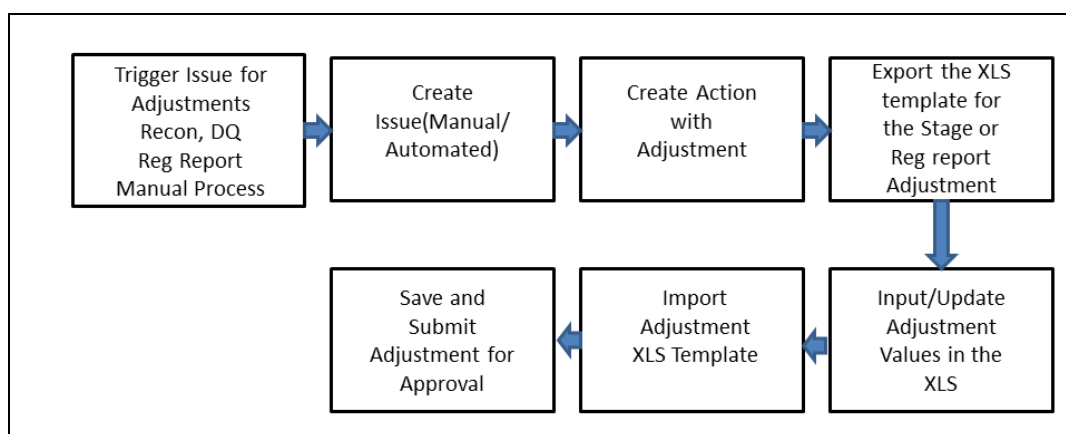 Trigger Issue for
Adjustments
Recon, DQ
Reg Report
Manual Process
Create
Issue(Manual/
Automated)
Create Action
with
Adjustment
Export the XLS
template for
the Stage or
Reg report
Adjustment
Input/Update
Adjustment
Values in the
XLS
Import
Adjustment
XLS Template
Save and
Submit
Adjustment for
Approval